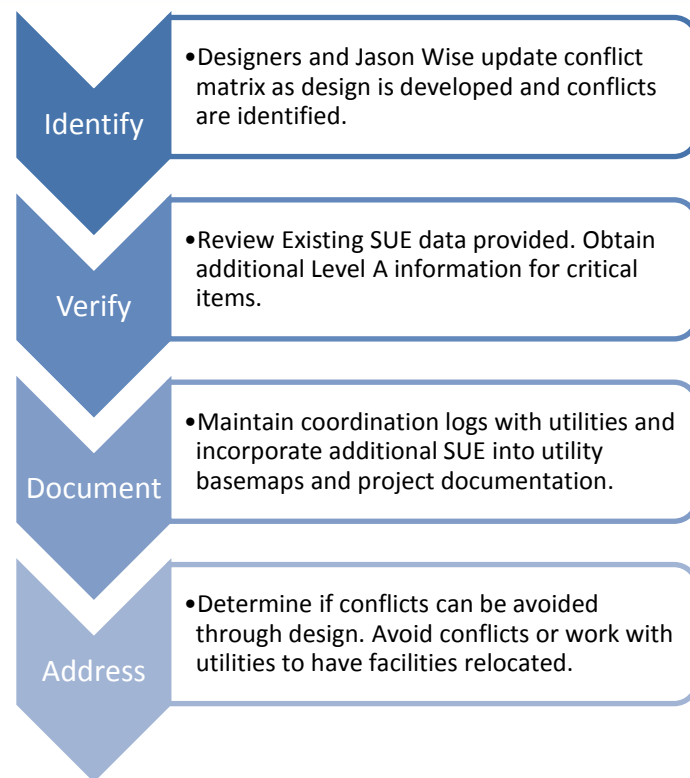 Identify
•Designers and Jason Wise update conflict
matrix as design is developed and conflicts
are identified.
Verify
•Review Existing SUE data provided. Obtain
additional Level A information for critical
items.
Document
•Maintain coordination logs with utilities and
incorporate additional SUE into utility
basemaps and project documentation.
Address
•Determine if conflicts can be avoided
through design. Avoid conflicts or work with
utilities to have facilities relocated.